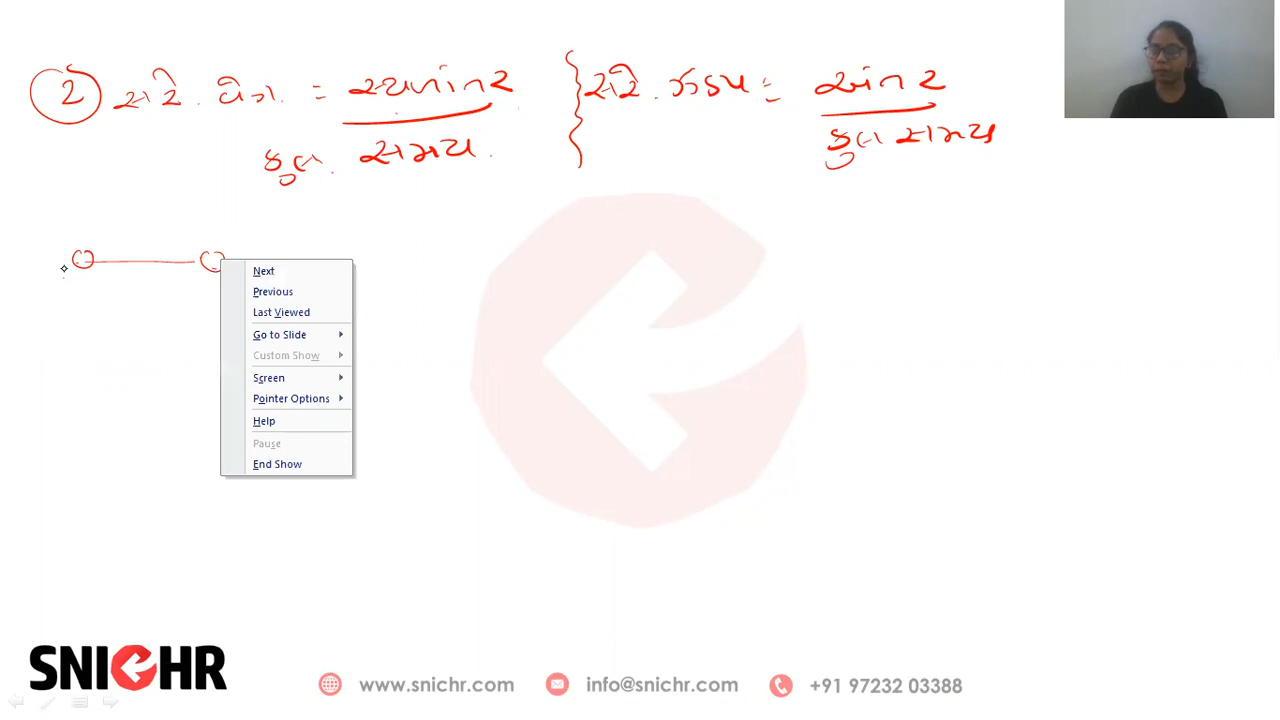 2 સરે. વેગ. = સ્થાનાંતર } સરે. ઝડપ = અંતર
કુલ સમય કુલ સમય
Next
Previous
Last Viewed
Go to Slide
Custom Show
Screen
Pointer Options
Help
Pause
End Show
SNICHR www.snichr.com info@snichr.com +91 97232 03388